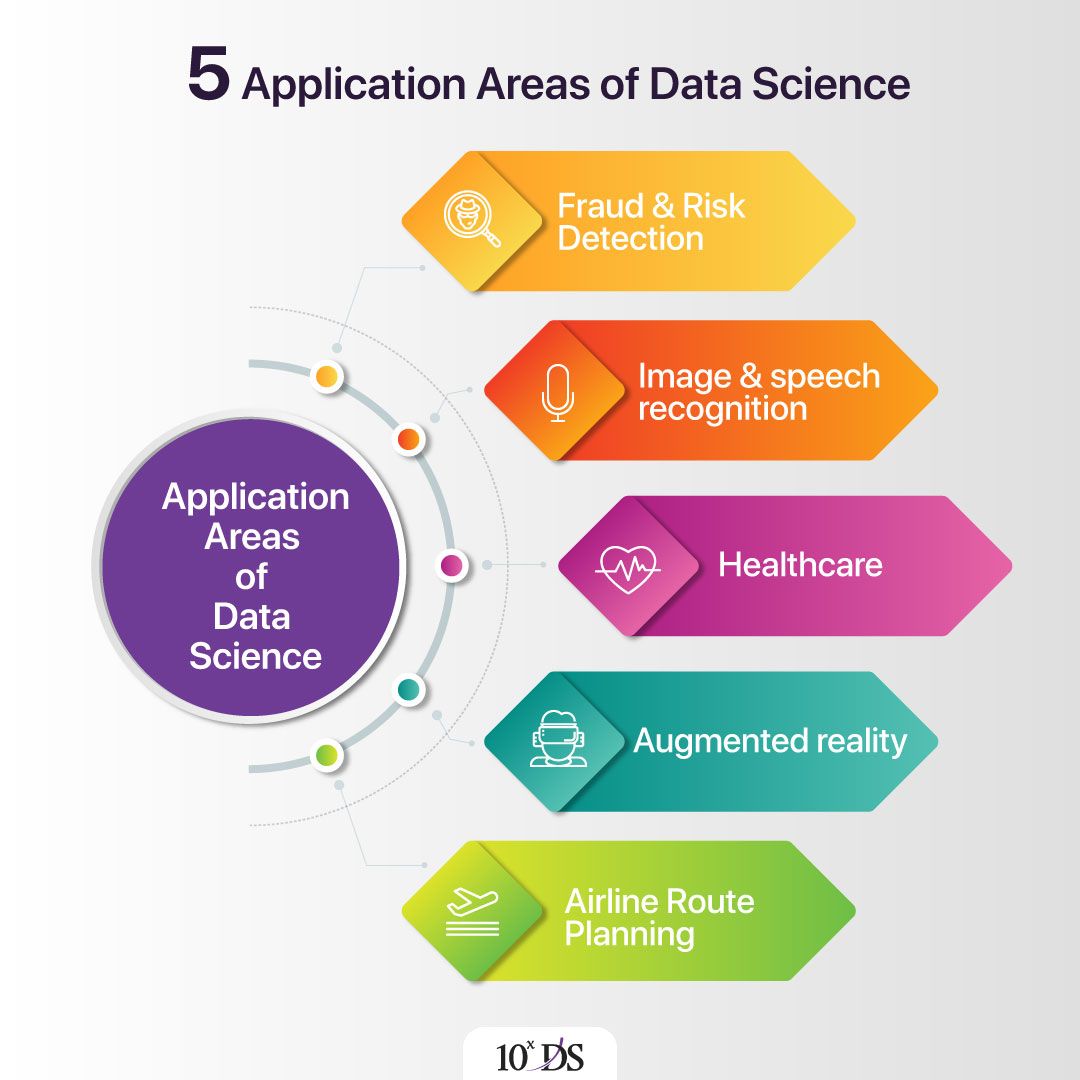 5 Application Areas of Data Science
Fraud & Risk
Detection
Image & speech
recognition
Healthcare
Augmented reality
Airline Route
Planning
Application
Areas
of
Data
Science
10x DS